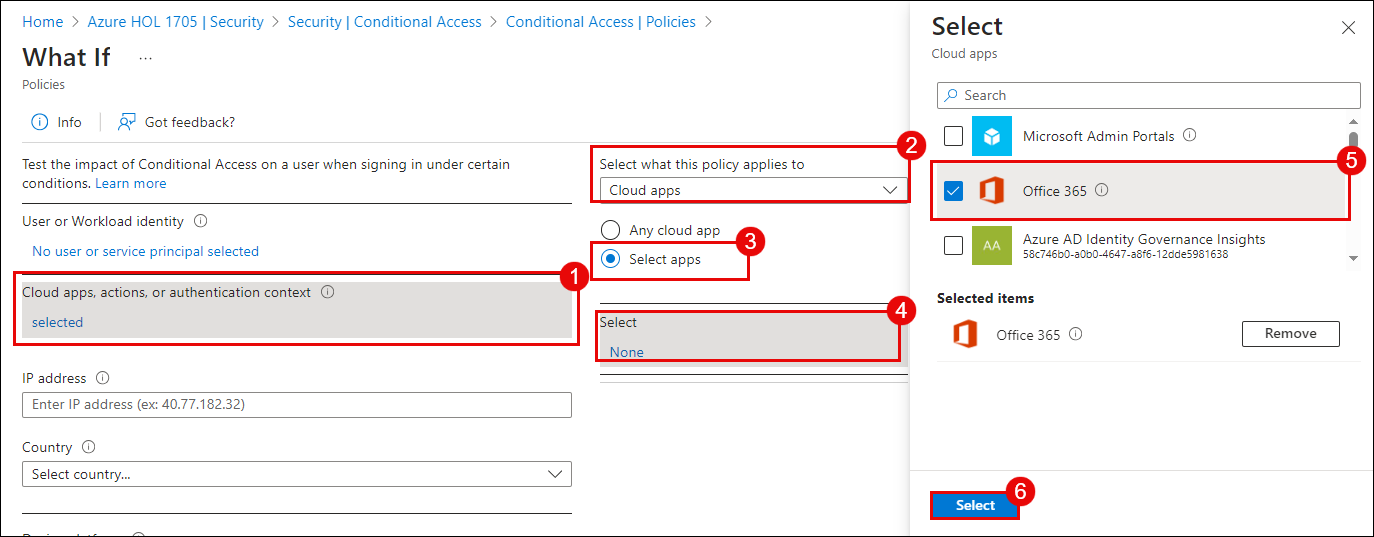 Home > Azure HOL 1705 | Security > Security | Conditional Access > Conditional Access | Policies >
What If ...
Policies
Info
Got feedback?
Test the impact of Conditional Access on a user when signing in under certain
conditions. Learn more
User or Workload identity
No user or service principal selected
1
Cloud apps, actions, or authentication context
selected
IP address
Enter IP address (ex: 40.77.182.32)
Country
Select country...
2
Select what this policy applies to
Cloud apps
Any cloud app
3
Select apps
4
Select
None
Select
Cloud apps
Search
Microsoft Admin Portals
5
Office 365
AA
Azure AD Identity Governance Insights
58c746b0-a0b0-4647-a8f6-12dde5981638
Selected items
Office 365
Remove
6
Select